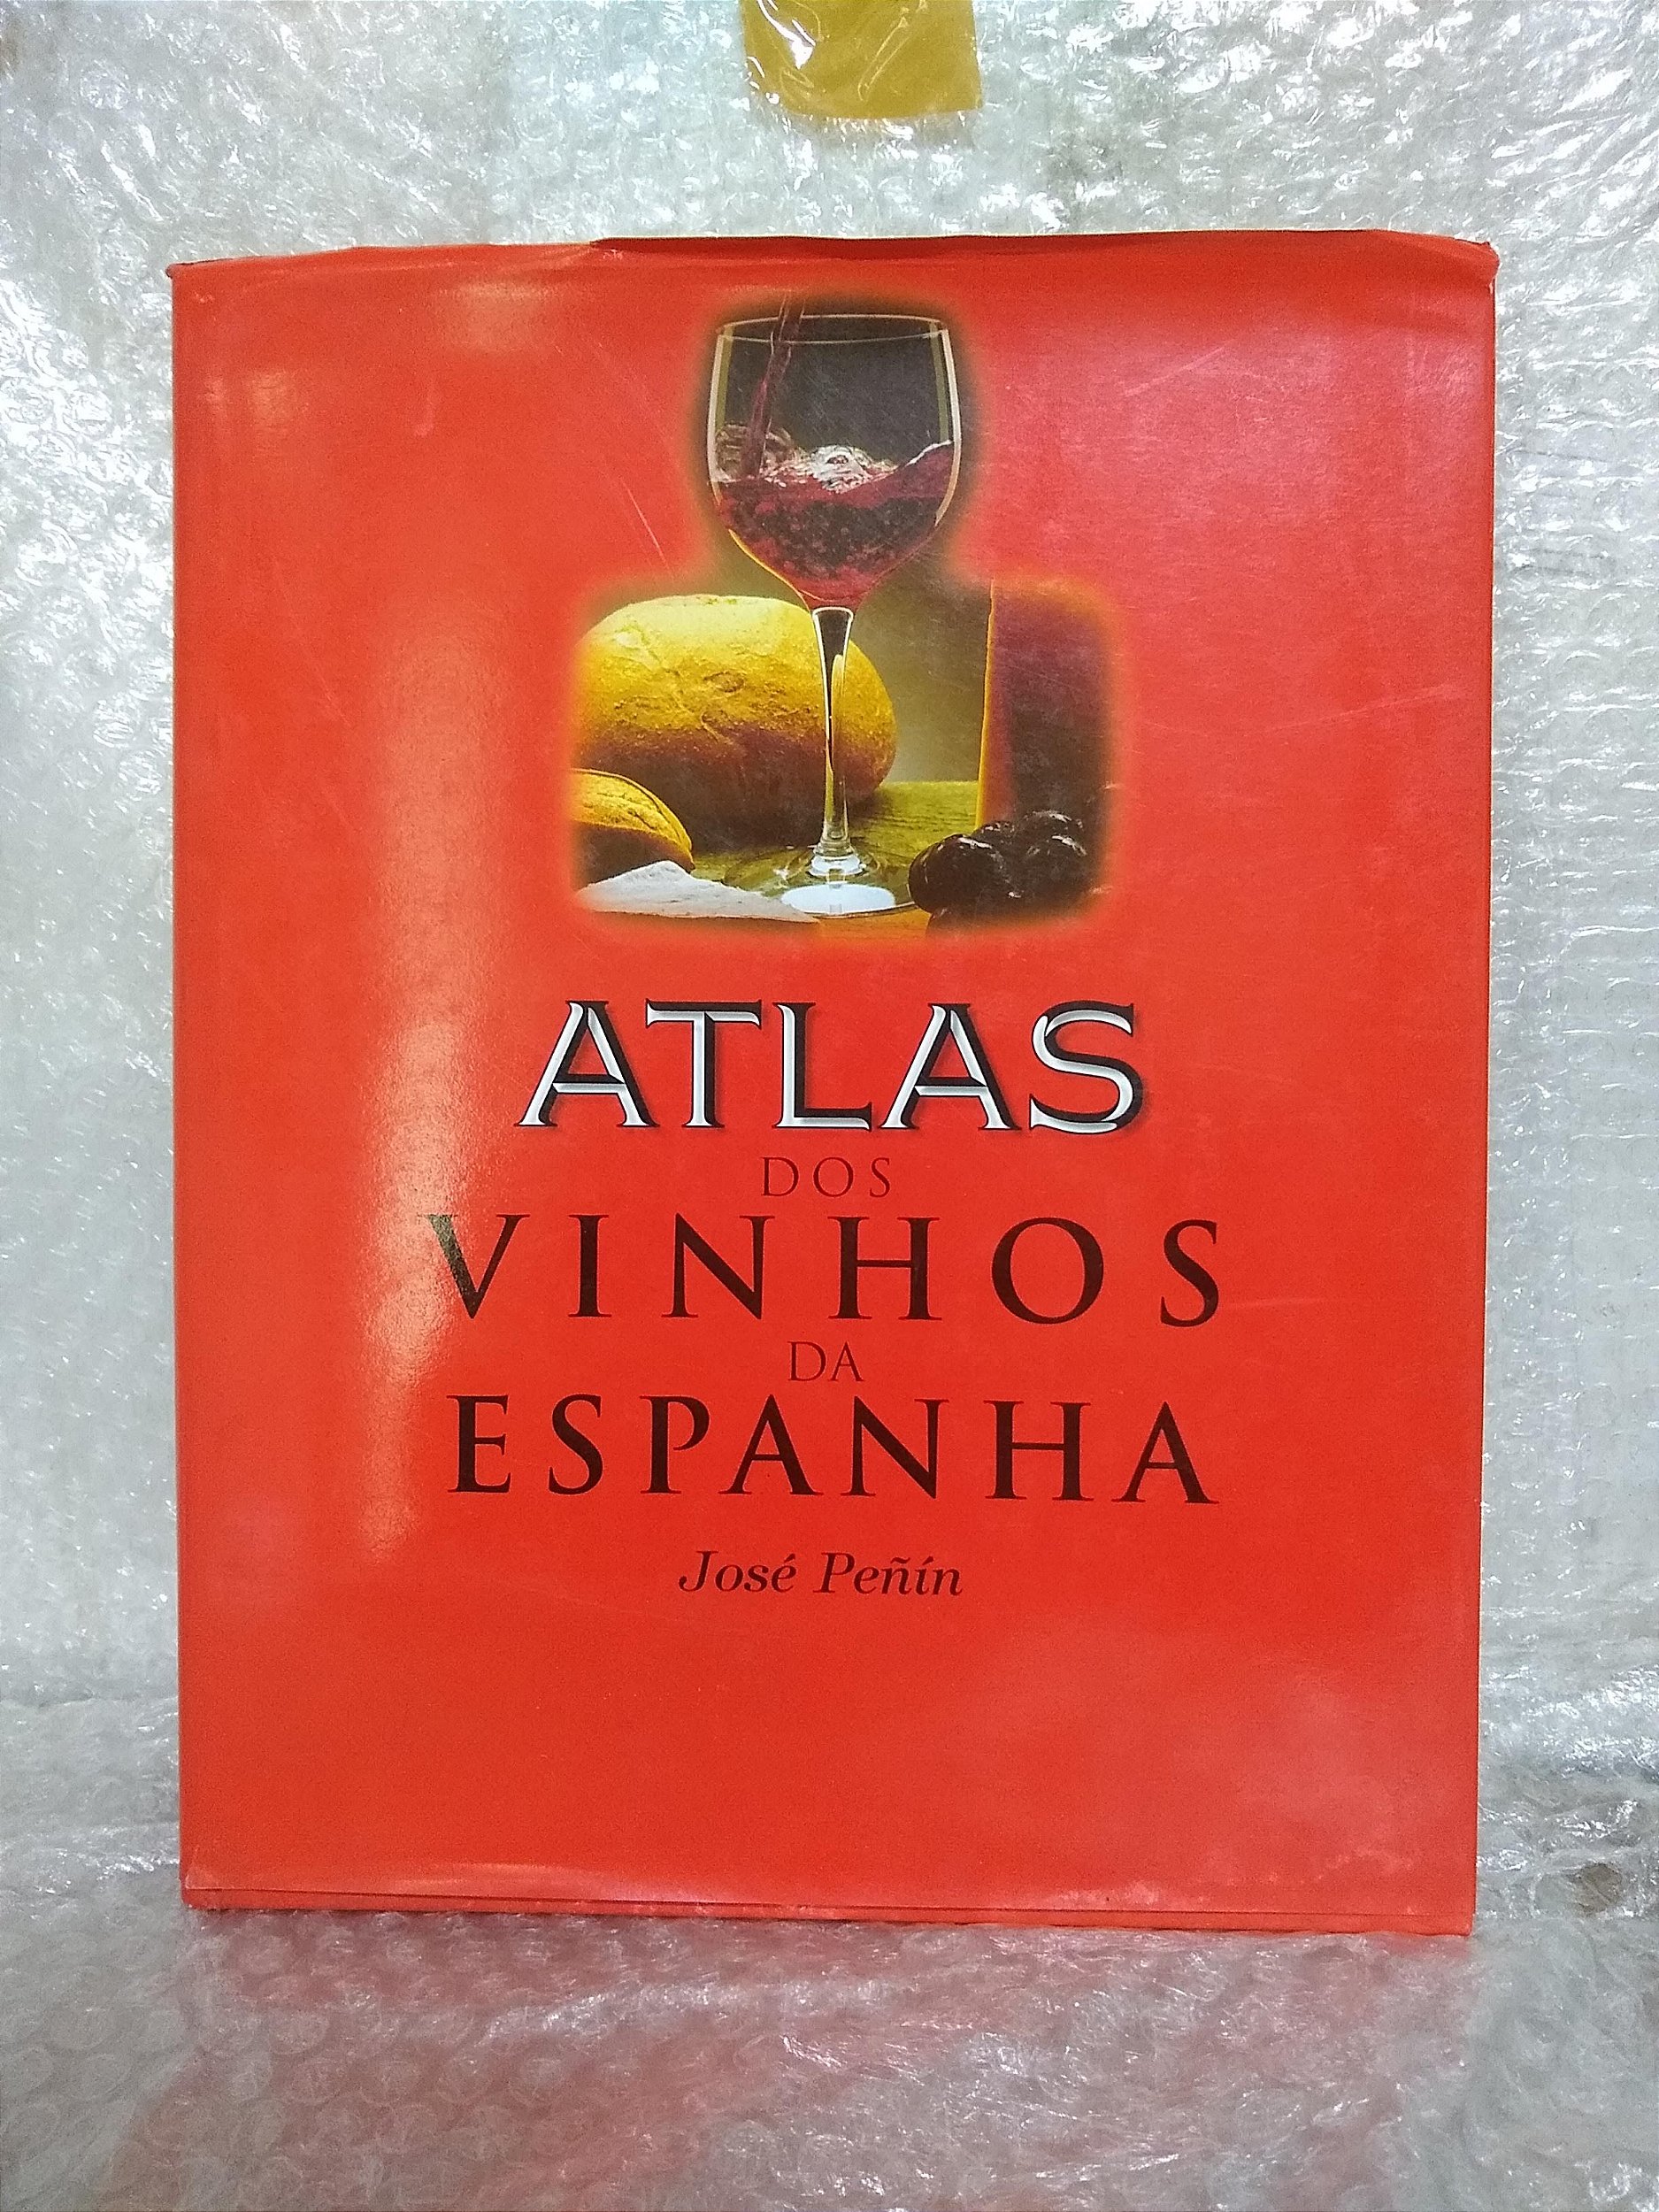 ATLAS
DOS
VINHOS
DA
ESPANHA
José Peñín